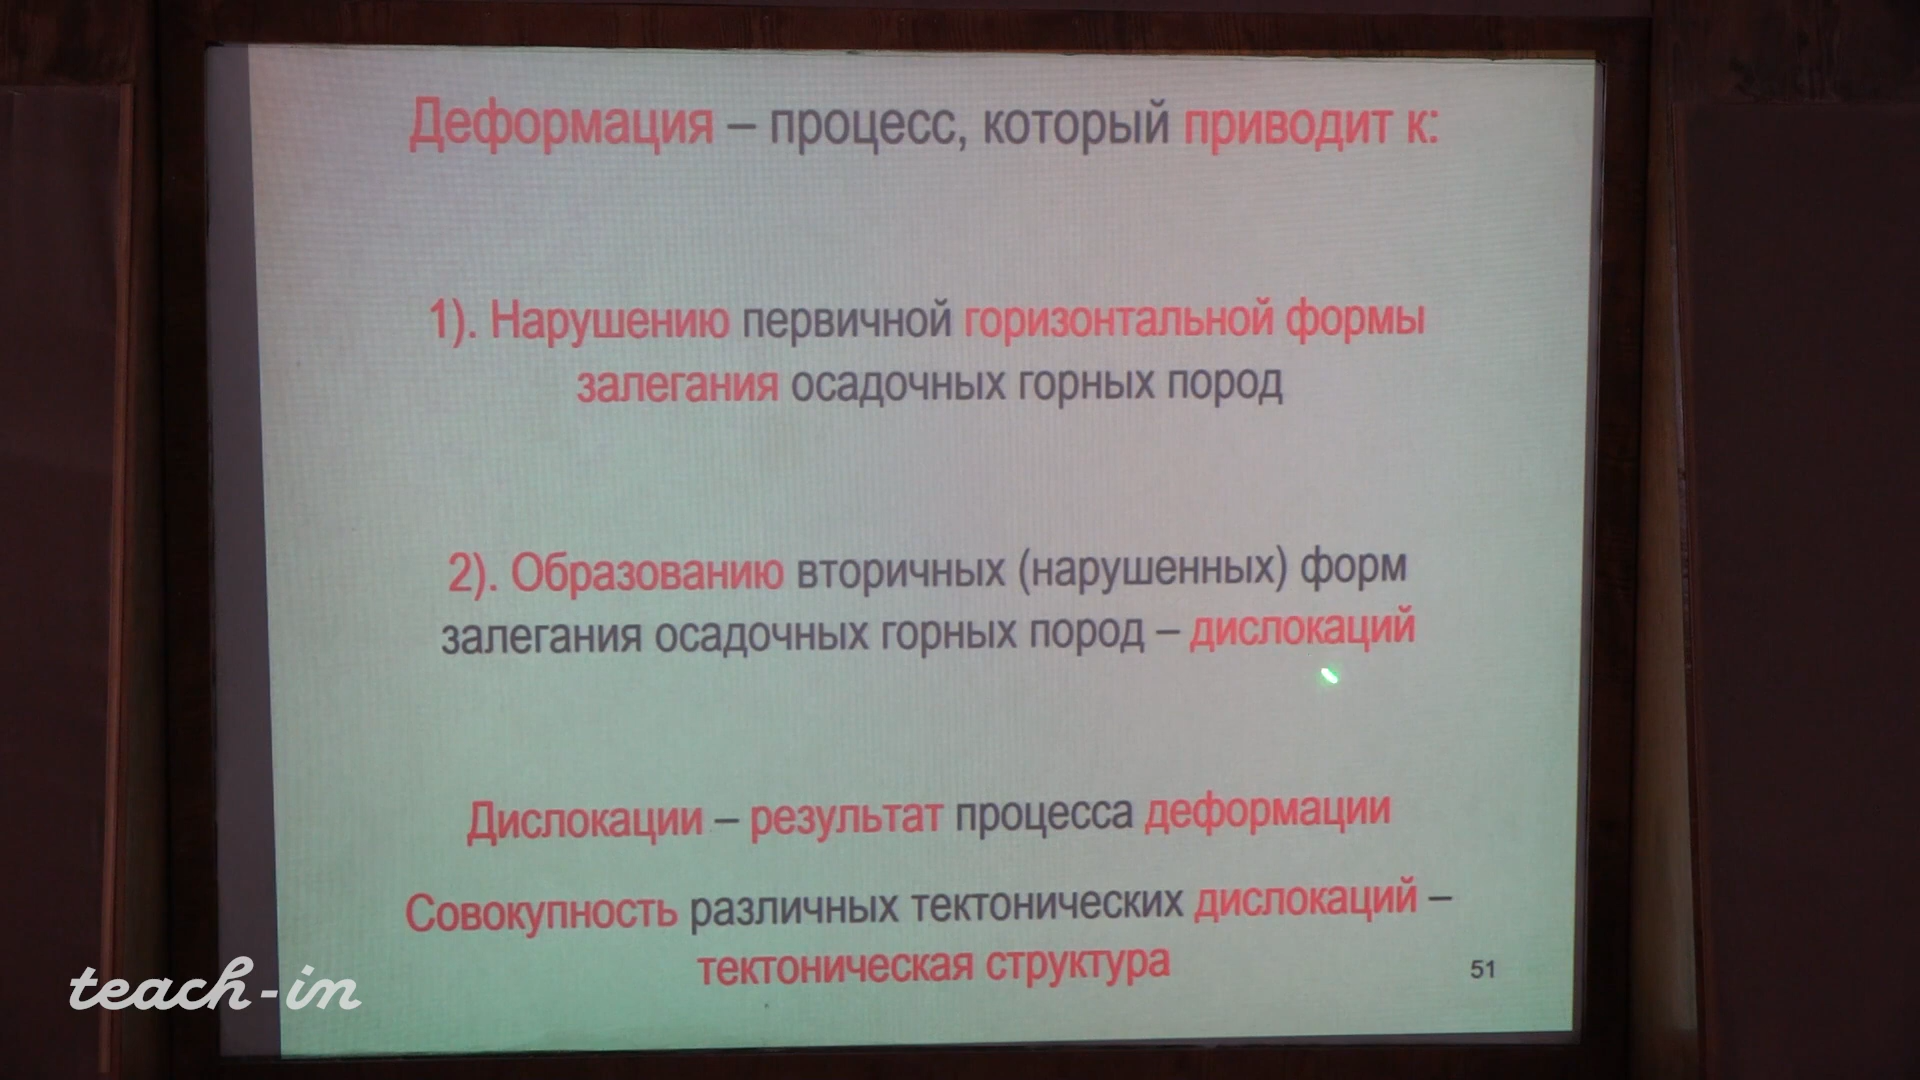 Деформация – процесс, который приводит к:
1). Нарушению первичной горизонтальной формы
залегания осадочных горных пород
2). Образованию вторичных (нарушенных) форм
залегания осадочных горных пород – дислокаций
Дислокации – результат процесса деформации
Совокупность различных тектонических дислокаций –
тектоническая структура
51
teach-in